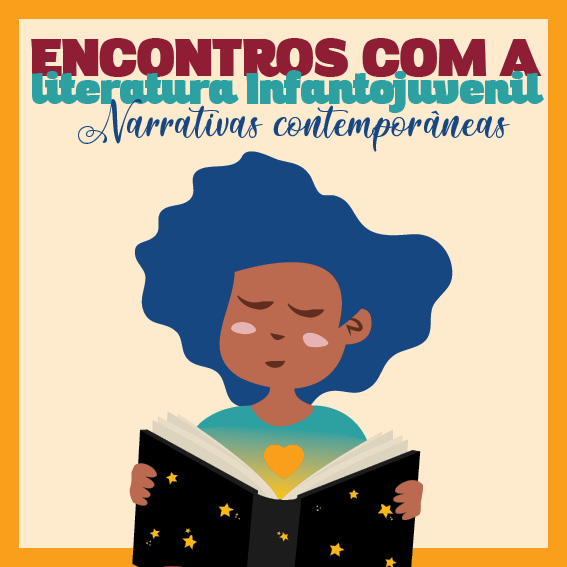 ENCONTROS COM A
literatura Infantojuvenil
Narrativas contemporâneas